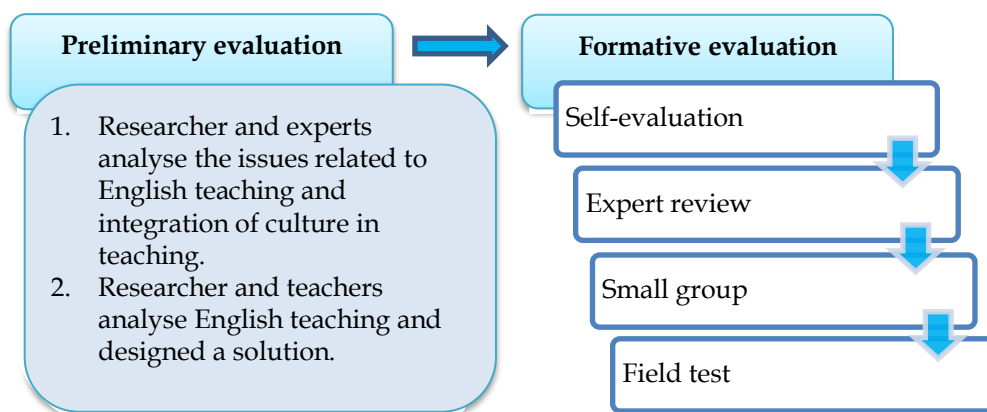 Preliminary evaluation
1. Researcher and experts
analyse the issues related to
English teaching and
integration of culture in
teaching.
2. Researcher and teachers
analyse English teaching and
designed a solution.
Formative evaluation
Self-evaluation
Expert review
Small group
Field test